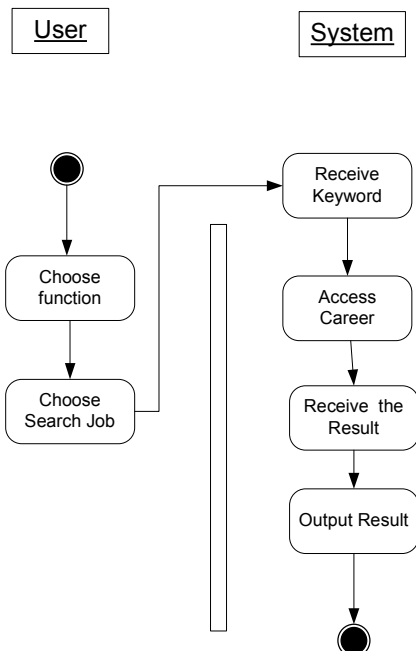 User
System
Receive
Keyword
Choose
function
Access
Career
Choose
Search Job
Receive the
Result
Output Result